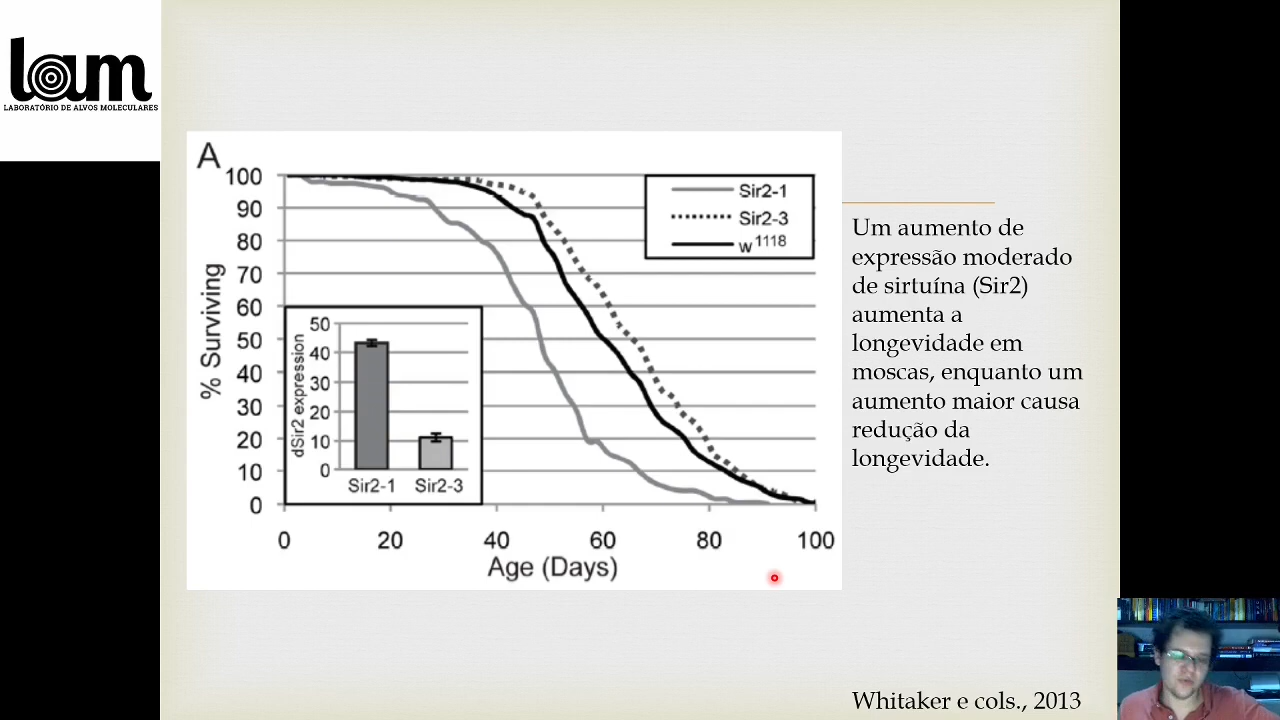 lam
LABORATÓRIO DE ALVOS MOLECULARES
A
100
90
80
70
60
50
40
30
20
10
0
% Surviving
Sir2-1
Sir2-3
w1118
50
40
30
20
10
0
dSir2 expression
Sir2-1 Sir2-3
0 20 40 60 80 100
Age (Days)
Um aumento de
expressão moderado
de sirtuína (Sir2)
aumenta a
longevidade em
moscas, enquanto um
aumento maior causa
redução da
longevidade.
Whitaker e cols., 2013